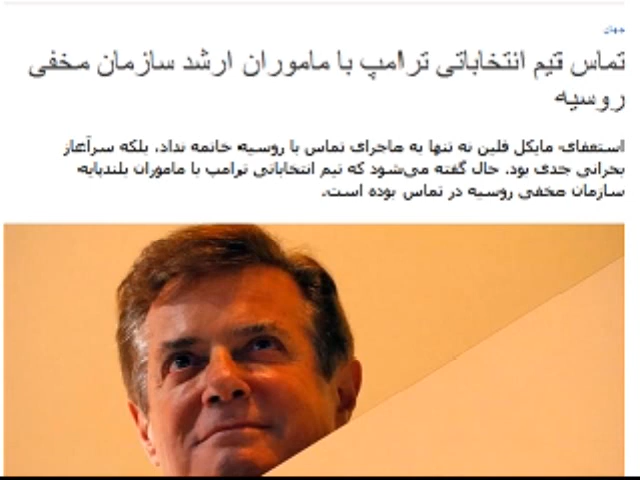 جهان
تماس تیم انتخاباتی ترامپ با ماموران ارشد سازمان مخفی
روسیه
استعفای مایکل فلین نه تنها به ماجرای تماس با روسیه خاتمه نداد، بلکه سرآغاز
بحرانی جدی بود. حال گفته می‌شود که تیم انتخاباتی ترامپ با ماموران بلندپایه
سازمان مخفی روسیه در تماس بوده است.